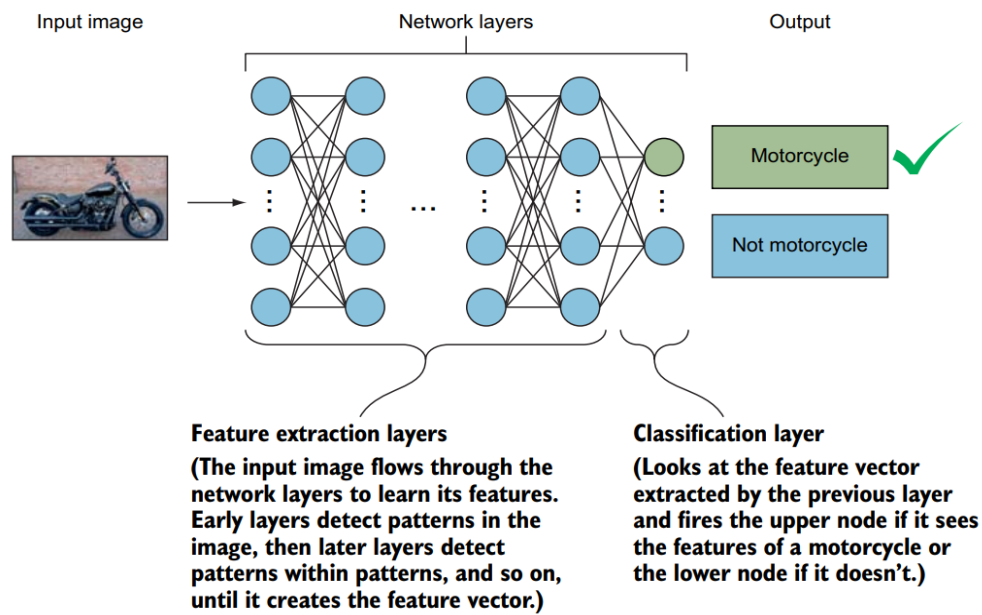 Input image
Network layers
Output
Motorcycle
Not motorcycle
Feature extraction layers
(The input image flows through the
network layers to learn its features.
Early layers detect patterns in the
image, then later layers detect
patterns within patterns, and so on,
until it creates the feature vector.)
Classification layer
(Looks at the feature vector
extracted by the previous layer
and fires the upper node if it sees
the features of a motorcycle or
the lower node if it doesn't.)